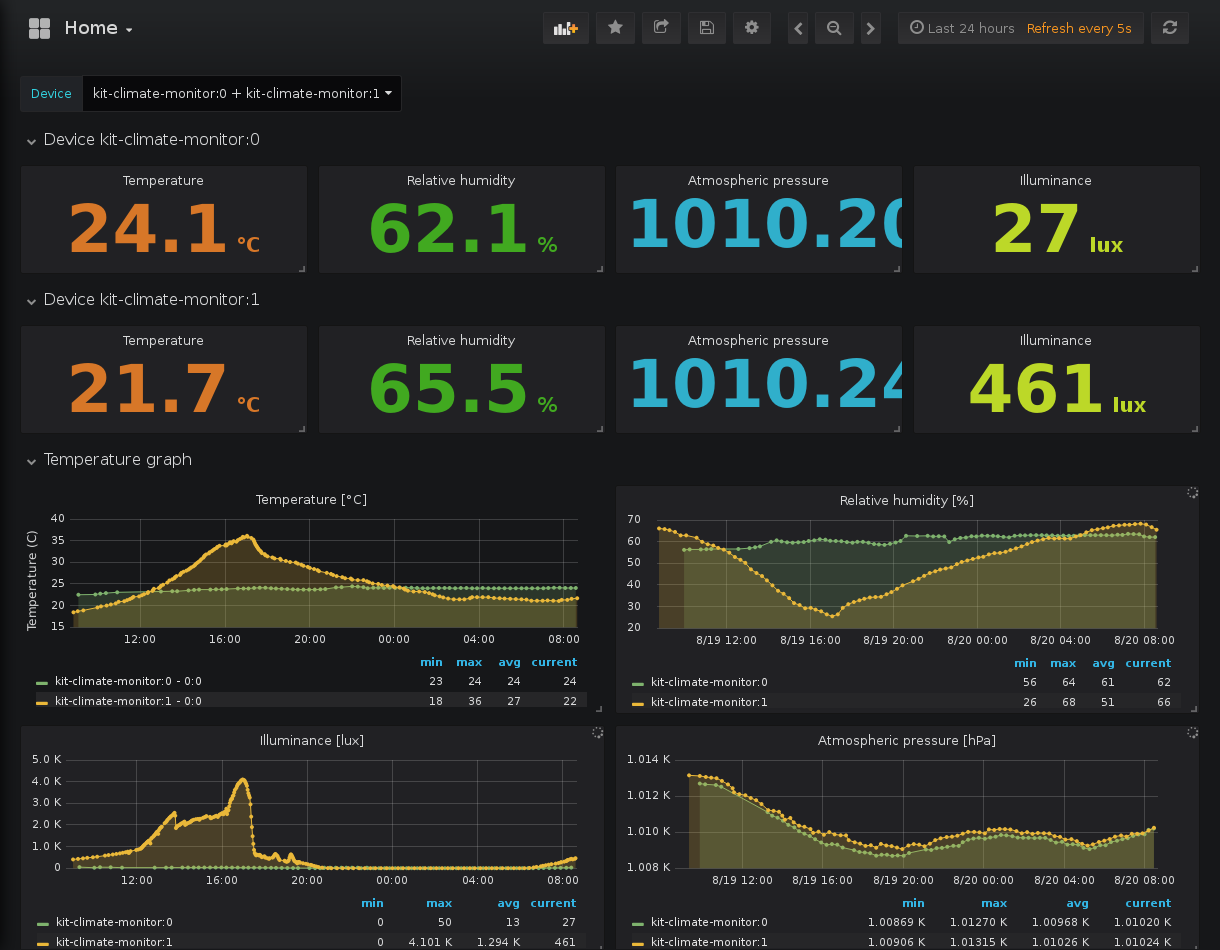 Home
Last 24 hours Refresh every 5s
Device kit-climate-monitor:0 + kit-climate-monitor:1
Device kit-climate-monitor:0
Temperature Relative humidity Atmospheric pressure Illuminance
24.1 °C 62.1 % 1010.20 27 lux
Device kit-climate-monitor:1
Temperature Relative humidity Atmospheric pressure Illuminance
21.7 °C 65.5 % 1010.24 461 lux
Temperature graph
Temperature [°C]
Temperature (C)
40
35
30
25
20
15
12:00 16:00 20:00 00:00 04:00 08:00
min max avg current
kit-climate-monitor:0 - 0:0 23 24 24 24
kit-climate-monitor:1 - 0:0 18 36 27 22
Relative humidity [%]
70
60
50
40
30
20
8/19 12:00 8/19 16:00 8/19 20:00 8/20 00:00 8/20 04:00 8/20 08:00
min max avg current
kit-climate-monitor:0 56 64 61 62
kit-climate-monitor:1 26 68 51 66
Illuminance [lux]
5.0 K
4.0 K
3.0 K
2.0 K
1.0 K
0
12:00 16:00 20:00 00:00 04:00 08:00
min max avg current
kit-climate-monitor:0 0 50 13 27
kit-climate-monitor:1 0 4.101 K 1.294 K 461
Atmospheric pressure [hPa]
1.014 K
1.012 K
1.010 K
1.008 K
8/19 12:00 8/19 16:00 8/19 20:00 8/20 00:00 8/20 04:00 8/20 08:00
min max avg current
kit-climate-monitor:0 1.00869 K 1.01270 K 1.00968 K 1.01020 K
kit-climate-monitor:1 1.00906 K 1.01315 K 1.01026 K 1.01024 K